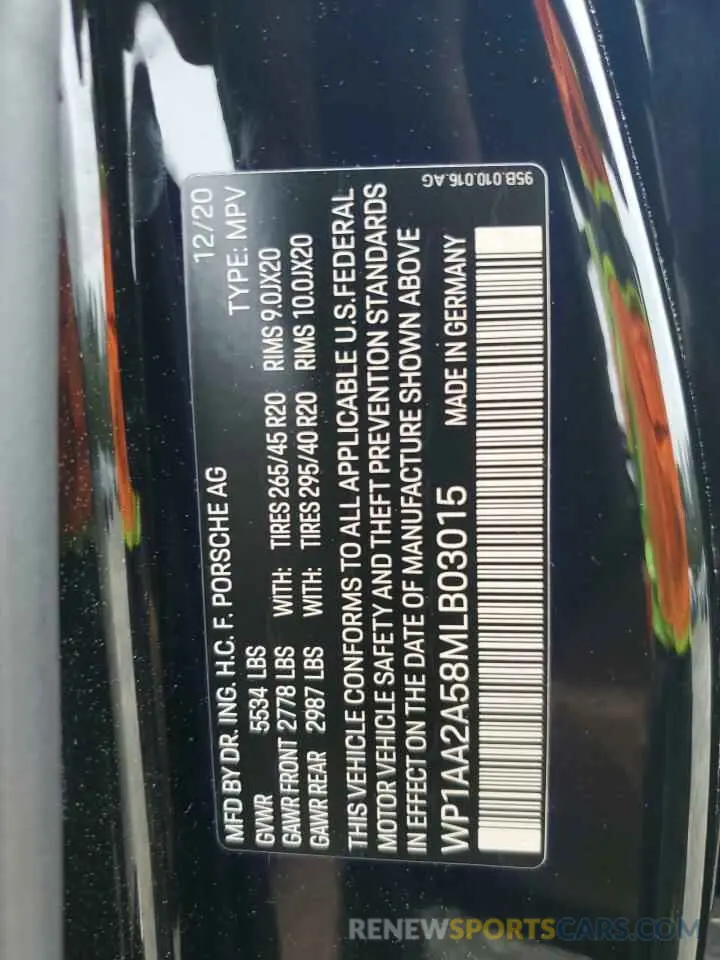 MFD BY DR. ING. H.C. F. PORSCHE AG 12/20
GVWR 5534 LBS TYPE: MPV
GAWR FRONT 2778 LBS WITH: TIRES 265/45 R20 RIMS 9.0JX20
GAWR REAR 2987 LBS WITH: TIRES 295/40 R20 RIMS 10.0JX20
THIS VEHICLE CONFORMS TO ALL APPLICABLE U.S.FEDERAL
MOTOR VEHICLE SAFETY AND THEFT PREVENTION STANDARDS
IN EFFECT ON THE DATE OF MANUFACTURE SHOWN ABOVE
WP1AA2A58MLB03015 MADE IN GERMANY
95B.010.016.AG
RENEWSPORTSCARS.COM